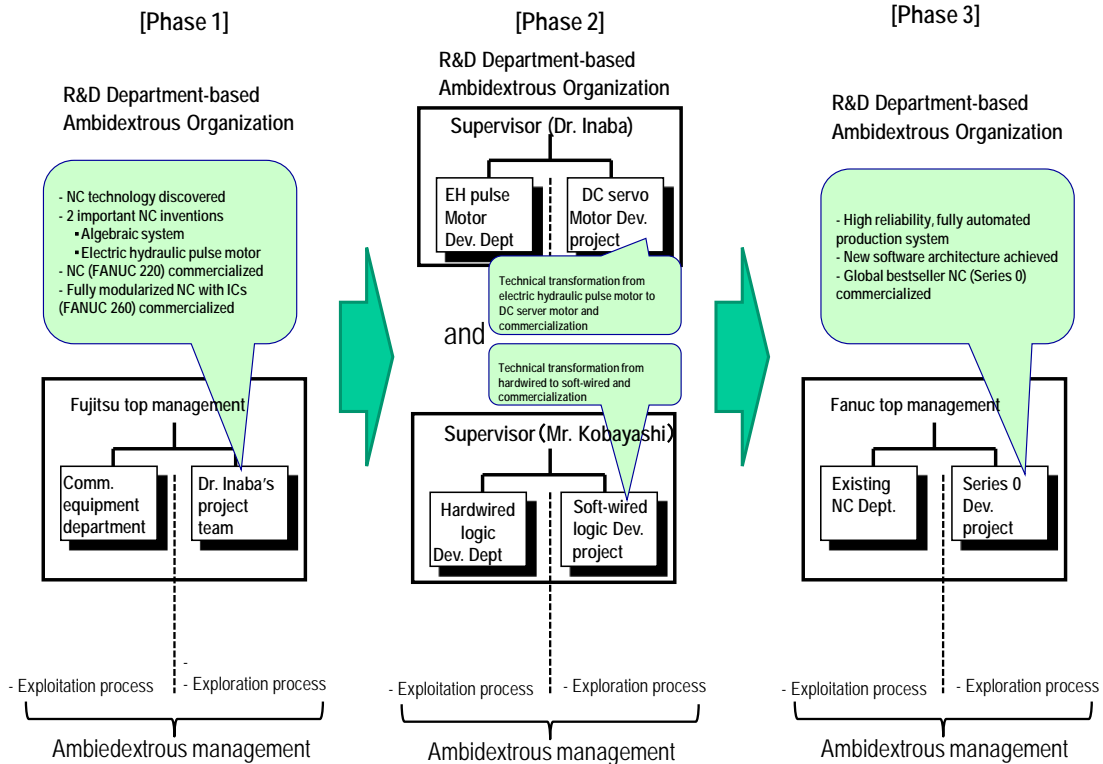 [Phase 1]
R&D Department-based
Ambidextrous Organization
- NC technology discovered
- 2 important NC inventions
▪ Algebraic system
▪ Electric hydraulic pulse motor
- NC (FANUC 220) commercialized
- Fully modularized NC with ICs
(FANUC 260) commercialized
Fujitsu top management
Comm.
equipment
department
Dr. Inaba's
project
team
- Exploitation process
-
- Exploration process
Ambiedextrous management
[Phase 2]
R&D Department-based
Ambidextrous Organization
Supervisor (Dr. Inaba)
EH pulse
Motor
Dev. Dept
DC servo
Motor Dev.
project
Technical transformation from
electric hydraulic pulse motor to
DC server motor and
commercialization
and
Technical transformation from
hardwired to soft-wired and
commercialization
Supervisor (Mr. Kobayashi)
Hardwired
logic
Dev. Dept
Soft-wired
logic Dev.
project
- Exploitation process
- Exploration process
Ambidextrous management
[Phase 3]
R&D Department-based
Ambidextrous Organization
- High reliability, fully automated
production system
- New software architecture achieved
- Global bestseller NC (Series 0)
commercialized
Fanuc top management
Existing
NC Dept.
Series 0
Dev.
project
- Exploitation process
- Exploration process
Ambidextrous management